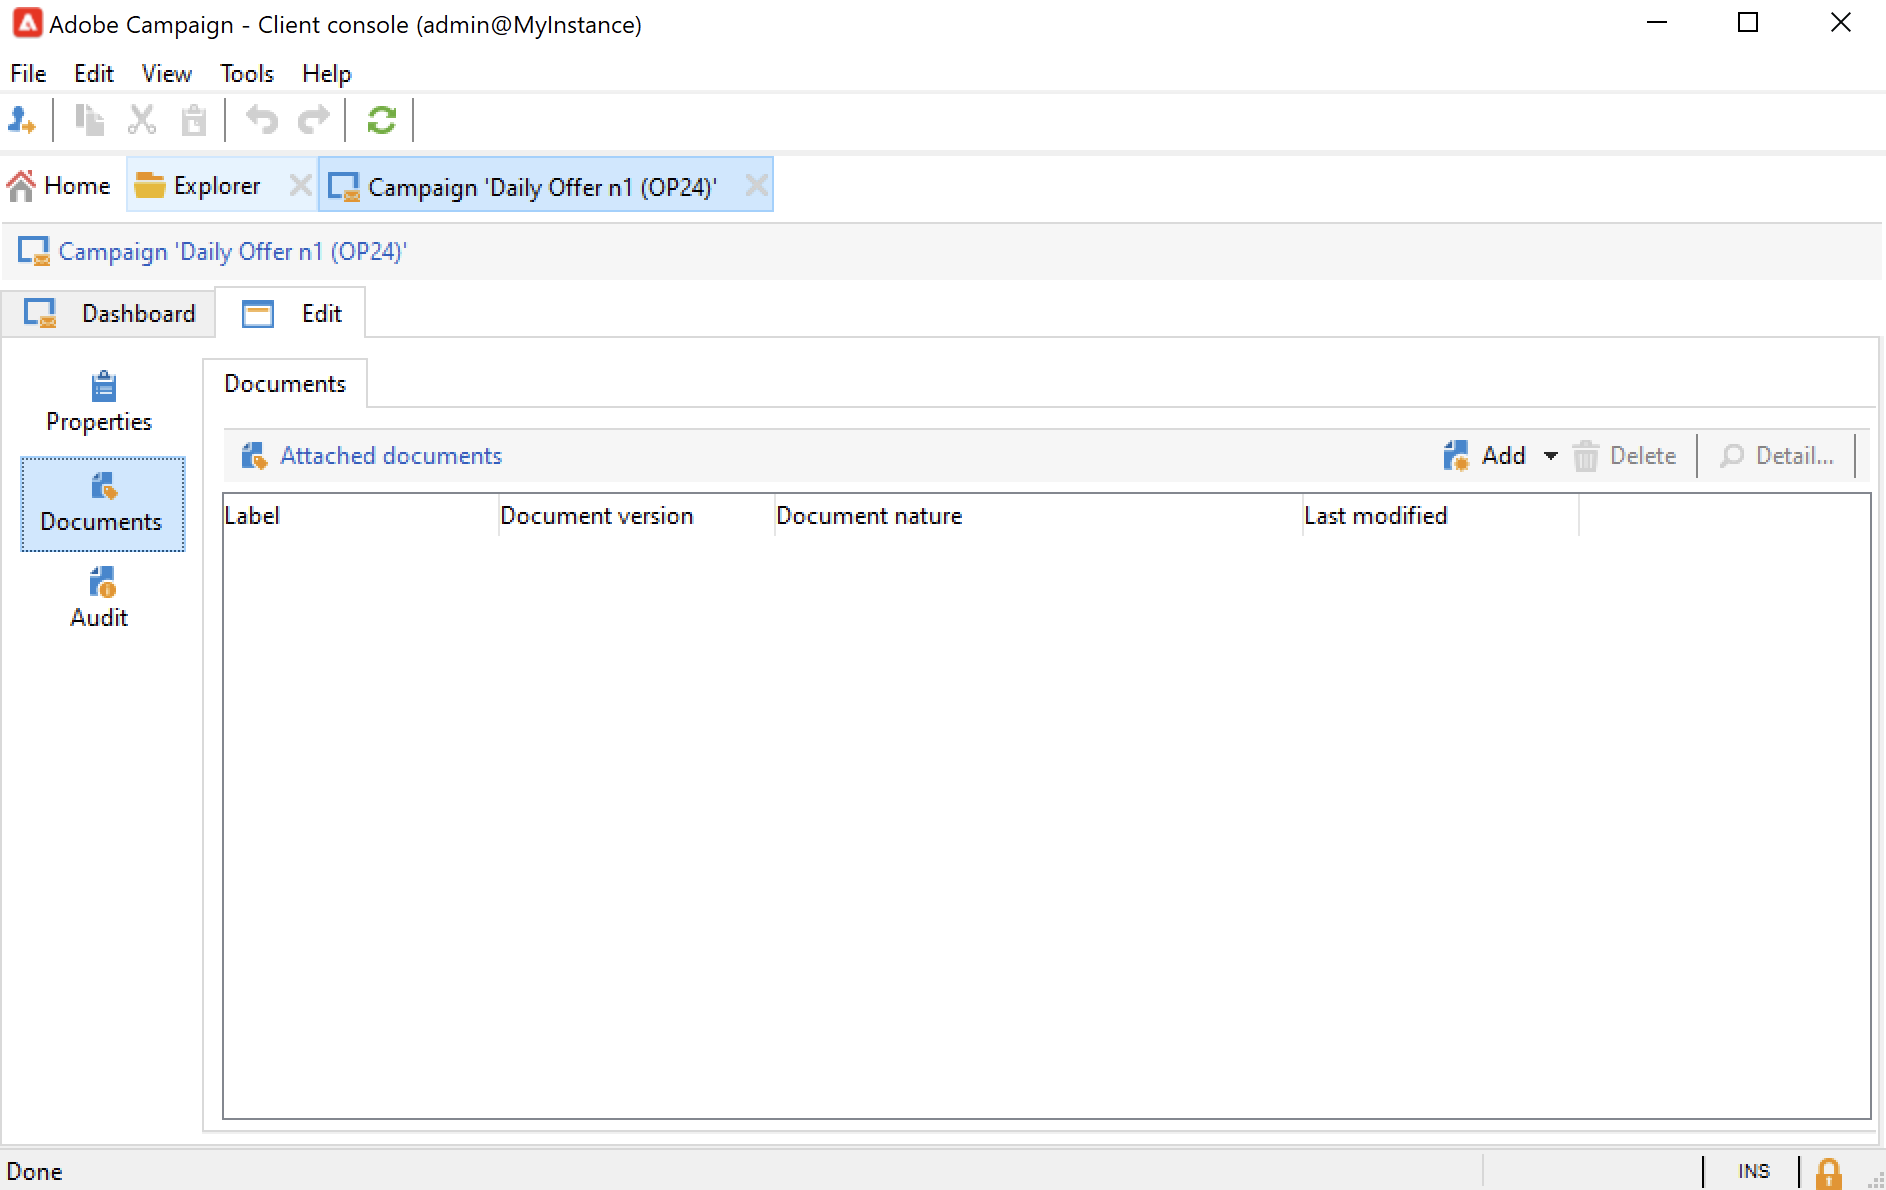 Adobe Campaign - Client console (admin@MyInstance)
File Edit View Tools Help
Home Explorer Campaign 'Daily Offer n1 (OP24)'
Campaign 'Daily Offer n1 (OP24)'
Dashboard Edit
Properties
Documents
Audit
Documents
Attached documents Add Delete Detail...
Label Document version Document nature Last modified
Done INS